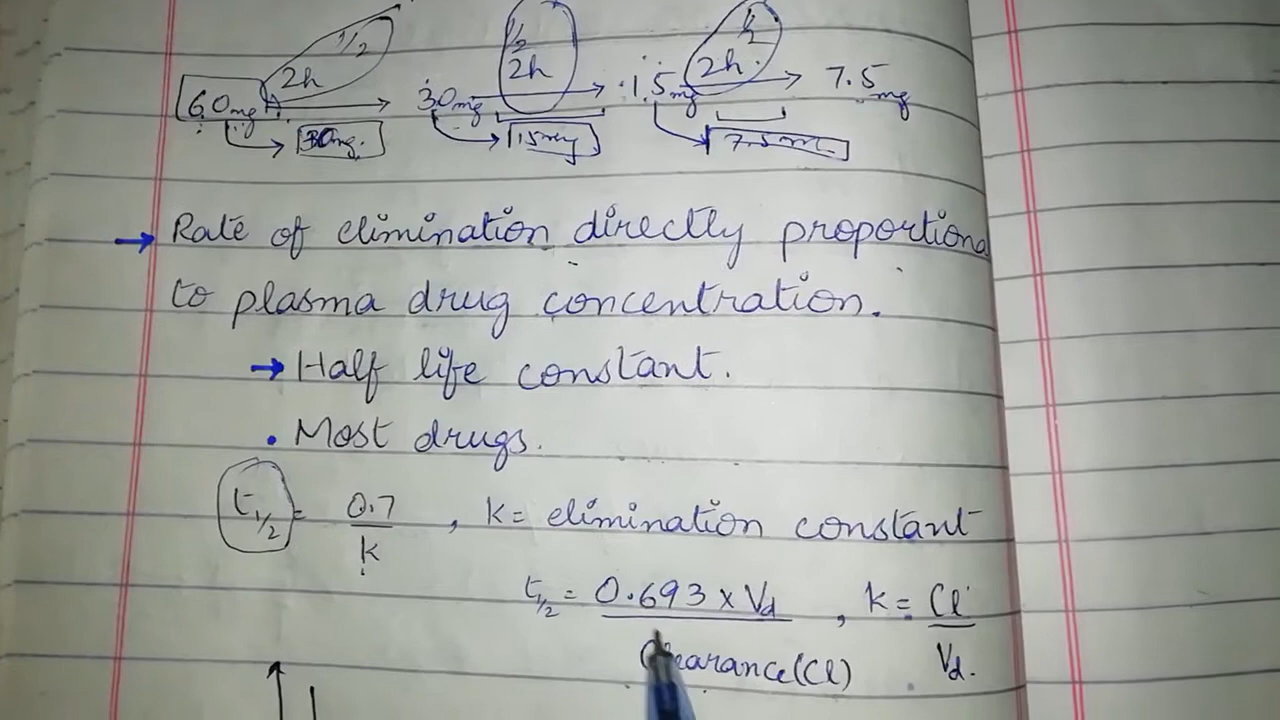 1/2 1/2 1/2
2h 2h 2h.
60mg → 30mg → 15mg → 7.5mg
30mg. 15mg 7.5m
→ Rate of elimination directly proportiona
to plasma drug concentration.
→ Half life constant.
• Most drugs.
t1/2 = 0.7/k , k = elimination constant
t1/2 = 0.693 x Vd / Clearance(Cl) , k = Cl/Vd.